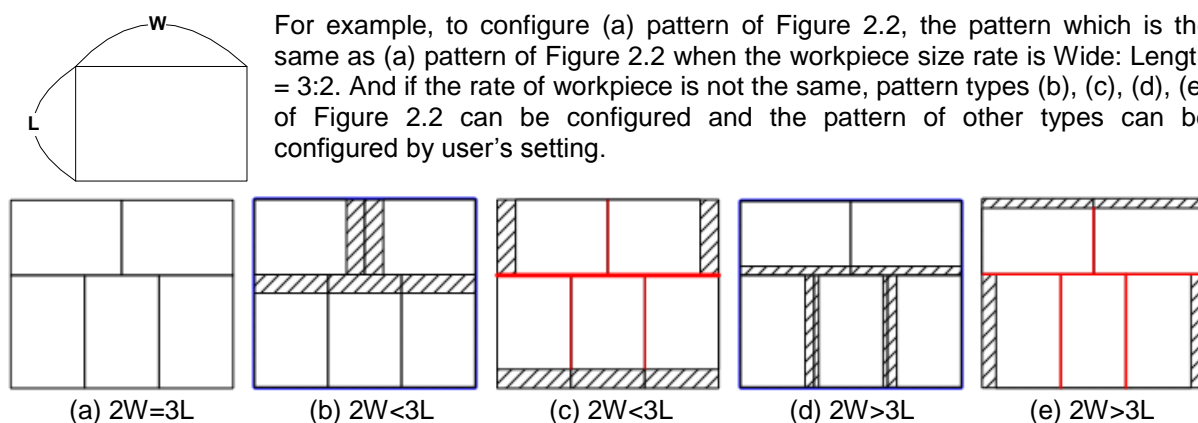 W
For example, to configure (a) pattern of Figure 2.2, the pattern which is th
same as (a) pattern of Figure 2.2 when the workpiece size rate is Wide: Lengt
= 3:2. And if the rate of workpiece is not the same, pattern types (b), (c), (d), (e
L
of Figure 2.2 can be configured and the pattern of other types can be
configured by user's setting.
(a) 2W=3L (b) 2W<3L (c) 2W<3L (d) 2W>3L (e) 2W>3L